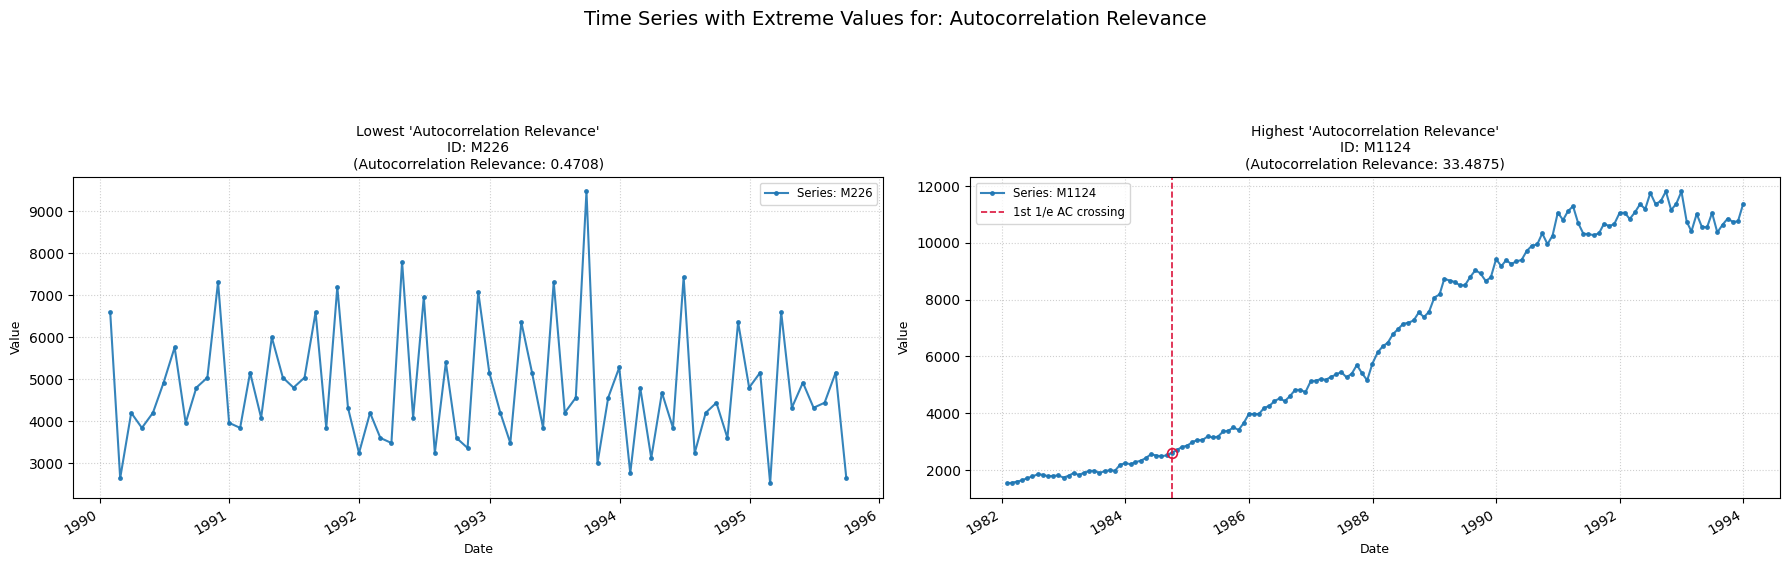 Time Series with Extreme Values for: Autocorrelation Relevance
Lowest 'Autocorrelation Relevance'
ID: M226
(Autocorrelation Relevance: 0.4708)
Series: M226
9000
8000
7000
6000
5000
4000
3000
Value
1990
1991
1992
1993
1994
1995
1996
Date
Highest 'Autocorrelation Relevance'
ID: M1124
(Autocorrelation Relevance: 33.4875)
Series: M1124
1st 1/e AC crossing
12000
10000
8000
6000
4000
2000
Value
1982
1984
1986
1988
1990
1992
1994
Date